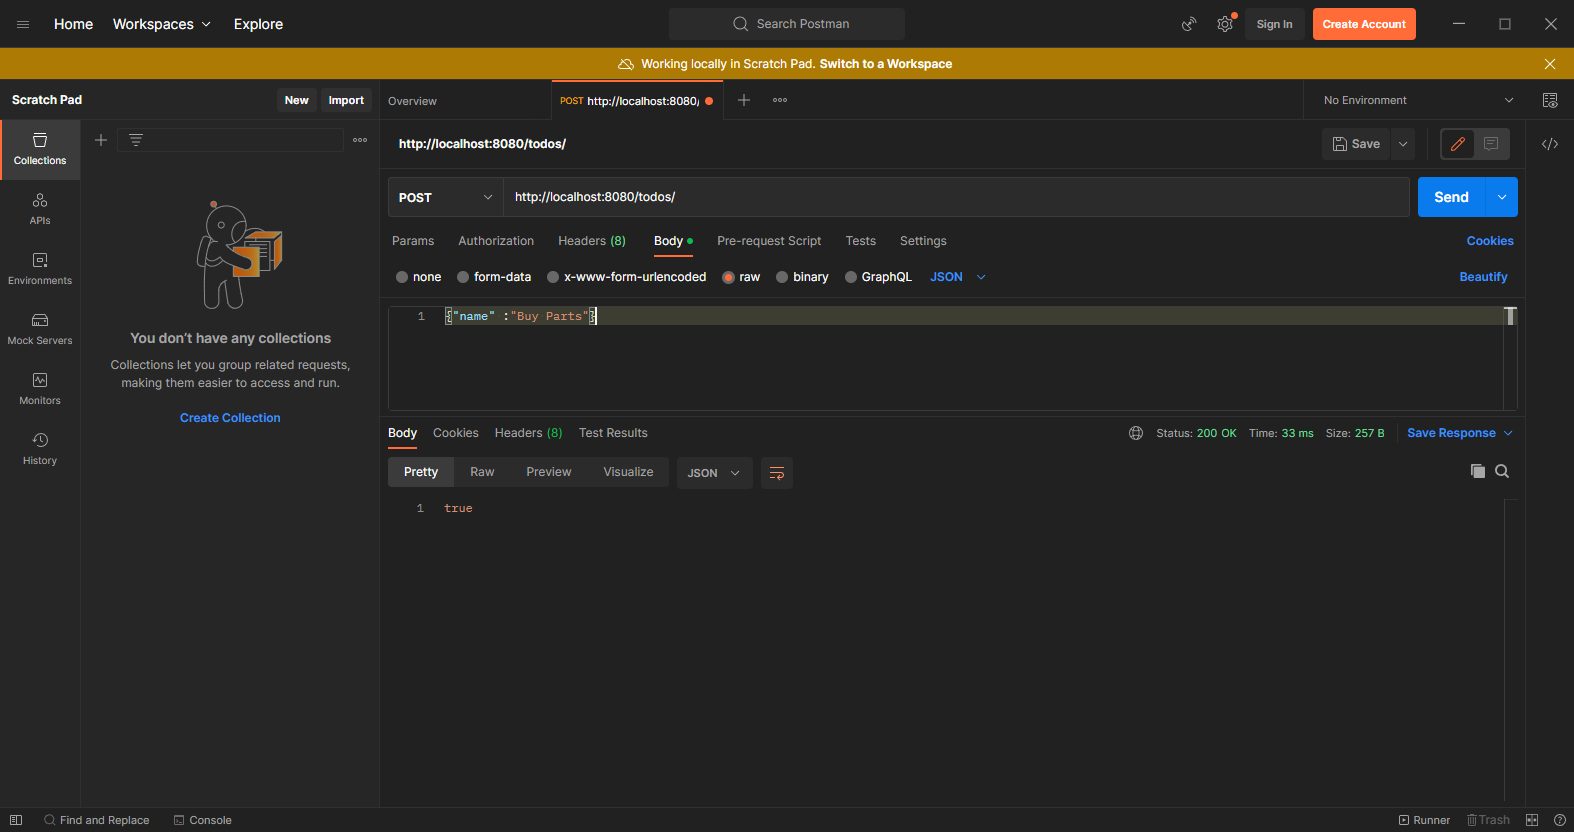 Home Workspaces Explore Search Postman Sign In Create Account
Working locally in Scratch Pad. Switch to a Workspace
Scratch Pad New Import Overview POST http://localhost:8080/ No Environment
Collections
http://localhost:8080/todos/ Save
POST http://localhost:8080/todos/ Send
APIs
Params Authorization Headers (8) Body Pre-request Script Tests Settings Cookies
Environments
none form-data x-www-form-urlencoded raw binary GraphQL JSON Beautify
1 {"name" :"Buy Parts"}
Mock Servers
You don't have any collections
Collections let you group related requests,
making them easier to access and run.
Monitors
Create Collection
Body Cookies Headers (8) Test Results Status: 200 OK Time: 33 ms Size: 257 B Save Response
History
Pretty Raw Preview Visualize JSON
1 true
Find and Replace Console Runner Trash